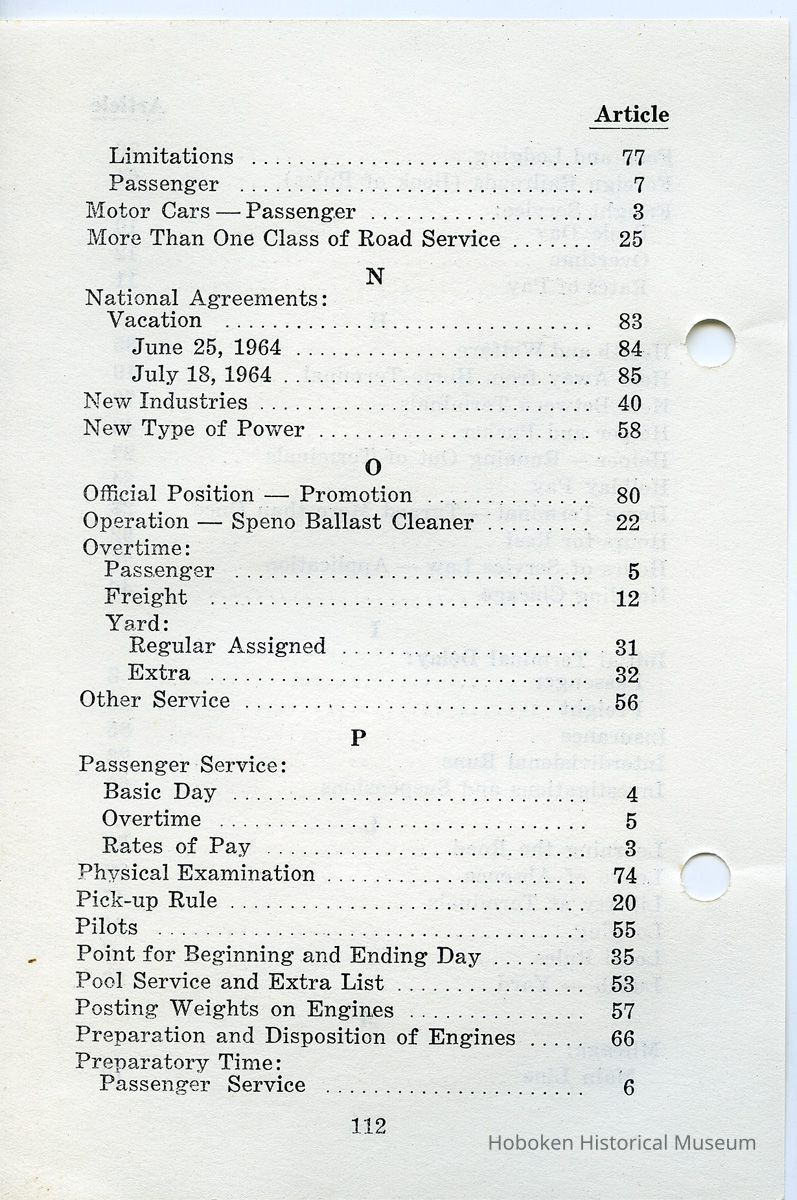 Article
Limitations .............................. 77
Passenger .............................. 7
Motor Cars — Passenger ................... 3
More Than One Class of Road Service ....... 25
N
National Agreements:
Vacation ................................ 83
June 25, 1964 .......................... 84
July 18, 1964 ........................... 85
New Industries ............................ 40
New Type of Power ........................ 58
O
Official Position — Promotion .............. 80
Operation — Speno Ballast Cleaner .......... 22
Overtime:
Passenger ............................... 5
Freight ................................. 12
Yard:
Regular Assigned ..................... 31
Extra ................................. 32
Other Service ............................. 56
P
Passenger Service:
Basic Day ............................... 4
Overtime ................................ 5
Rates of Pay ............................ 3
Physical Examination ...................... 74
Pick-up Rule ............................... 20
Pilots ..................................... 55
Point for Beginning and Ending Day ........ 35
Pool Service and Extra List ................ 53
Posting Weights on Engines ............... 57
Preparation and Disposition of Engines ..... 66
Preparatory Time:
Passenger Service ...................... 6
112
Hoboken Historical Museum